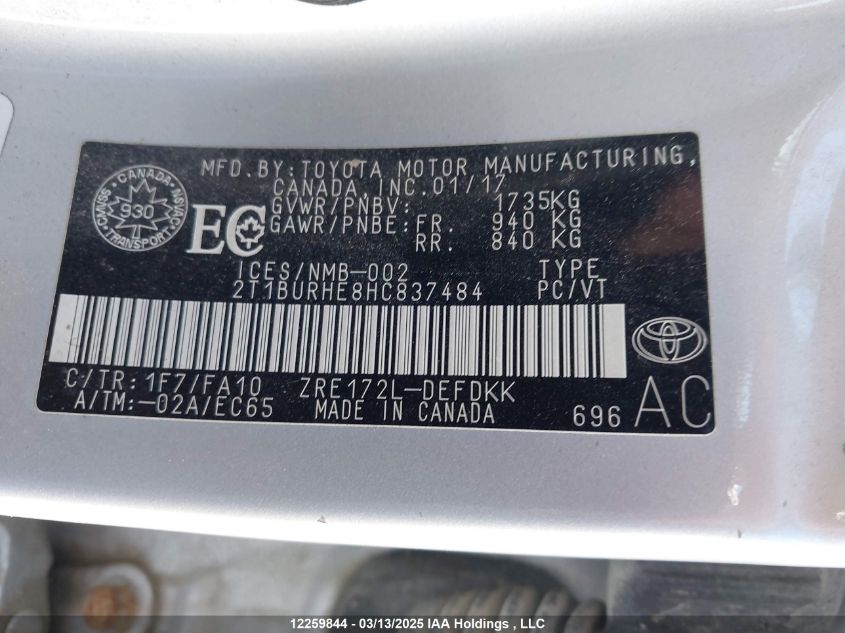 MFD.BY:TOYOTA MOTOR MANUFACTURING,
CANADA, INC.01/17
GVWR/PNBV: 1735KG
GAWR/PNBE:FR. 940 KG
RR. 840 KG
CANADA
930
TRANSPORT
EC
ICES/NMB-002 TYPE
2T1BURHE8HC837484 PC/VT
C/TR:1F7/FA10 ZRE172L-DEFDKK
A/TM:-02A/EC65 MADE IN CANADA 696 AC
12259844 - 03/13/2025 IAA Holdings, LLC